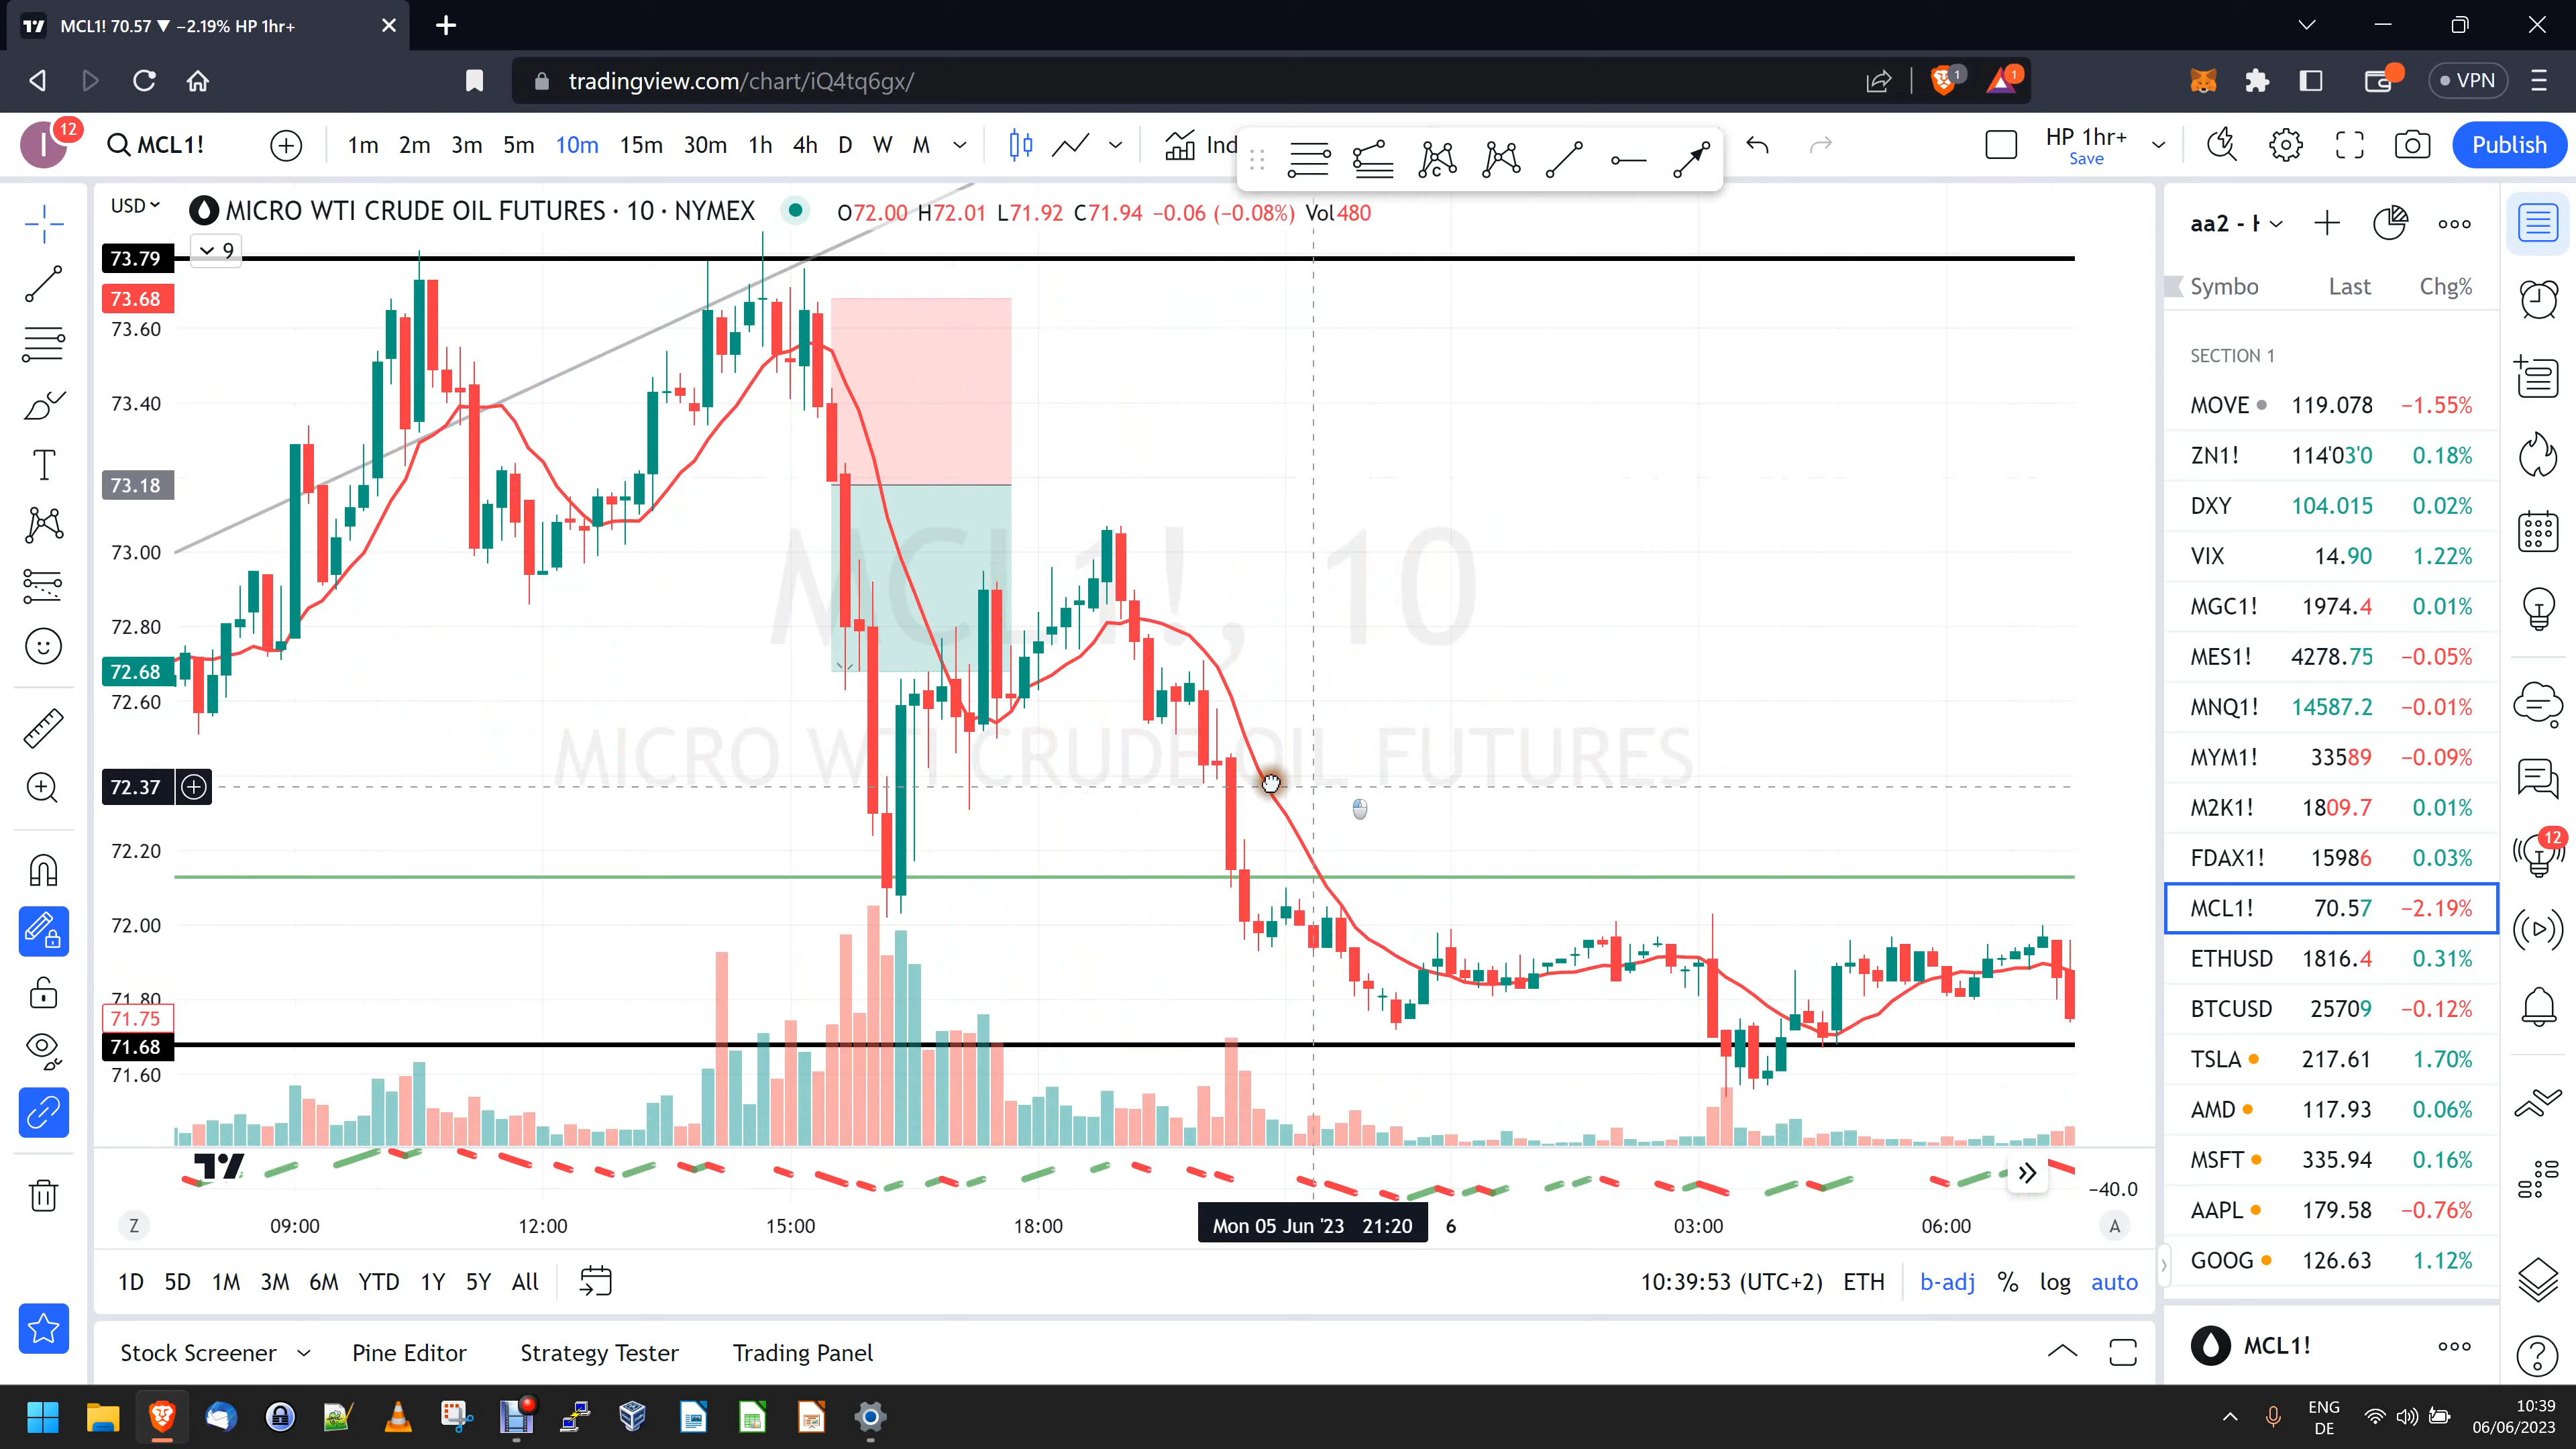 MCL1! 70.57 ▼ −2.19% HP 1hr+
tradingview.com/chart/iQ4tq6gx/
1
1
VPN
I
12
MCL1!
1m 2m 3m 5m 10m 15m 30m 1h 4h D W M
Ind
HP 1hr+
Save
Publish
USD
MICRO WTI CRUDE OIL FUTURES · 10 · NYMEX
O72.00 H72.01 L71.92 C71.94 −0.06 (−0.08%) Vol480
9
73.79
73.68
73.60
73.40
73.18
73.00
72.80
72.68
72.60
72.37
72.20
72.00
71.80
71.75
71.68
71.60
MCL1!, 10
MICRO WTI CRUDE OIL FUTURES
−40.0
Z
09:00 12:00 15:00 18:00 Mon 05 Jun '23 21:20 6 03:00 06:00
A
1D 5D 1M 3M 6M YTD 1Y 5Y All
10:39:53 (UTC+2) ETH b-adj % log auto
Stock Screener Pine Editor Strategy Tester Trading Panel
aa2 - H
Symbo Last Chg%
SECTION 1
MOVE 119.078 −1.55%
ZN1! 114'03'0 0.18%
DXY 104.015 0.02%
VIX 14.90 1.22%
MGC1! 1974.4 0.01%
MES1! 4278.75 −0.05%
MNQ1! 14587.2 −0.01%
MYM1! 33589 −0.09%
M2K1! 1809.7 0.01%
FDAX1! 15986 0.03%
MCL1! 70.57 −2.19%
ETHUSD 1816.4 0.31%
BTCUSD 25709 −0.12%
TSLA 217.61 1.70%
AMD 117.93 0.06%
MSFT 335.94 0.16%
AAPL 179.58 −0.76%
GOOG 126.63 1.12%
MCL1!
12
ENG
DE
10:39
06/06/2023